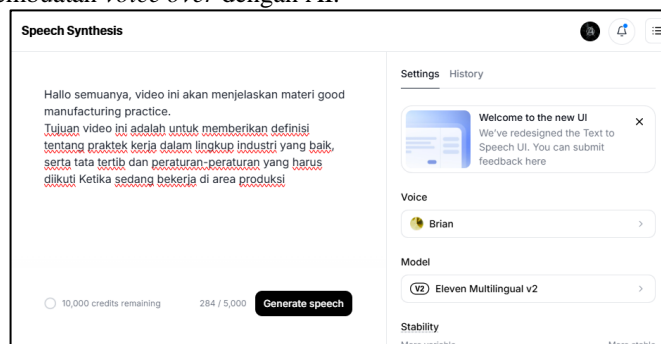 voice over dengan AI.
Speech Synthesis
Hallo semuanya, video ini akan menjelaskan materi good
manufacturing practice.
Tujuan video ini adalah untuk memberikan definisi
tentang praktek kerja dalam lingkup industri yang baik,
serta tata tertib dan peraturan-peraturan yang harus
diikuti Ketika sedang bekerja di area produksi
10,000 credits remaining
284 / 5,000
Generate speech
Settings History
Welcome to the new UI
We've redesigned the Text to
Speech UI. You can submit
feedback here
Voice
Brian
Model
V2 Eleven Multilingual v2
Stability
More variable More stable